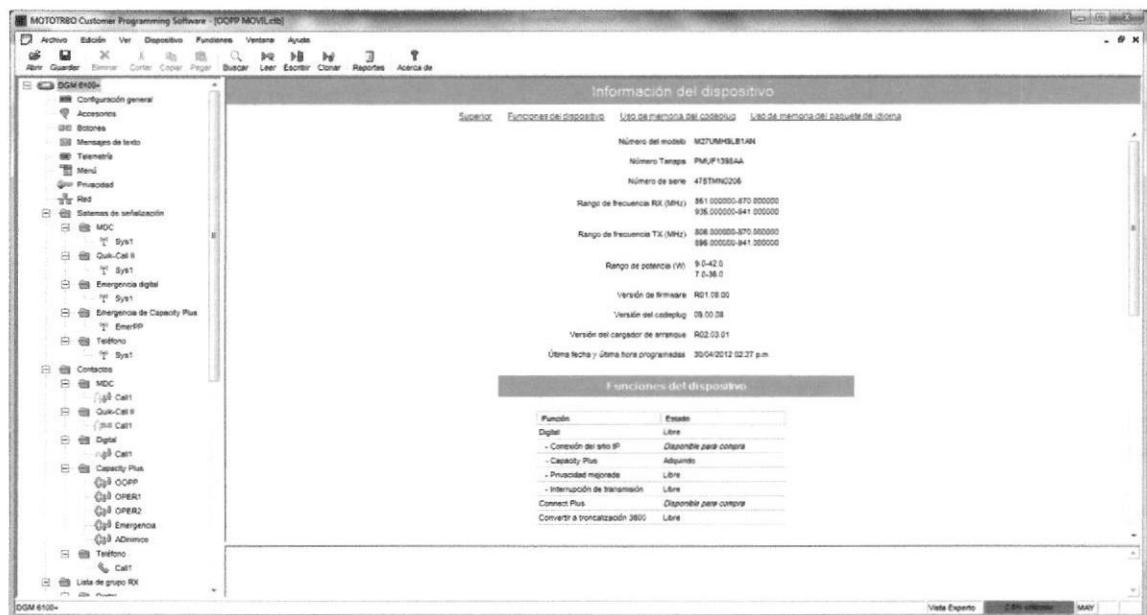 MOTOTRBO Customer Programming Software - [OOPP MOVIL.ctb]
Archivo Edición Ver Dispositivo Funciones Ventana Ayuda
Abrir Guardar Eliminar Cortar Copiar Pegar Buscar Leer Escribir Clonar Reportes Acerca de
DGM 6100+
Configuración general
Accesorios
Botones
Mensajes de texto
Telemetría
Menú
Privacidad
Red
Sistemas de señalización
MDC
Sys1
Quik-Call II
Sys1
Emergencia digital
Sys1
Emergencia de Capacity Plus
EmerPP
Teléfono
Sys1
Contactos
MDC
Call1
Quik-Call II
Call1
Digital
Call1
Capacity Plus
OOPP
OPER1
OPER2
Emergencia
ADinimos
Teléfono
Call1
Lista de grupo RX
Digital
Información del dispositivo
Superior Funciones del dispositivo Uso de memoria del codeplug Uso de memoria del paquete de idioma
Número del modelo M27UMH9LB1AN
Número Tanapa PMUF1398AA
Número de serie 475TMN0206
Rango de frecuencia RX (MHz) 851.000000-870.000000
935.000000-941.000000
Rango de frecuencia TX (MHz) 806.000000-870.000000
896.000000-941.000000
Rango de potencia (W) 9.0-42.0
7.0-36.0
Versión de firmware R01.08.00
Versión del codeplug 08.00.08
Versión del cargador de arranque R02.03.01
Última fecha y última hora programadas 30/04/2012 02:27 p.m.
Funciones del dispositivo
Función Estado
Digital Libre
- Conexión del sitio IP Disponible para compra
- Capacity Plus Adquirido
- Privacidad mejorada Libre
- Interrupción de transmisión Libre
Connect Plus Disponible para compra
Convertir a troncalización 3600 Libre
DGM 6100+ Vista Experto MAY